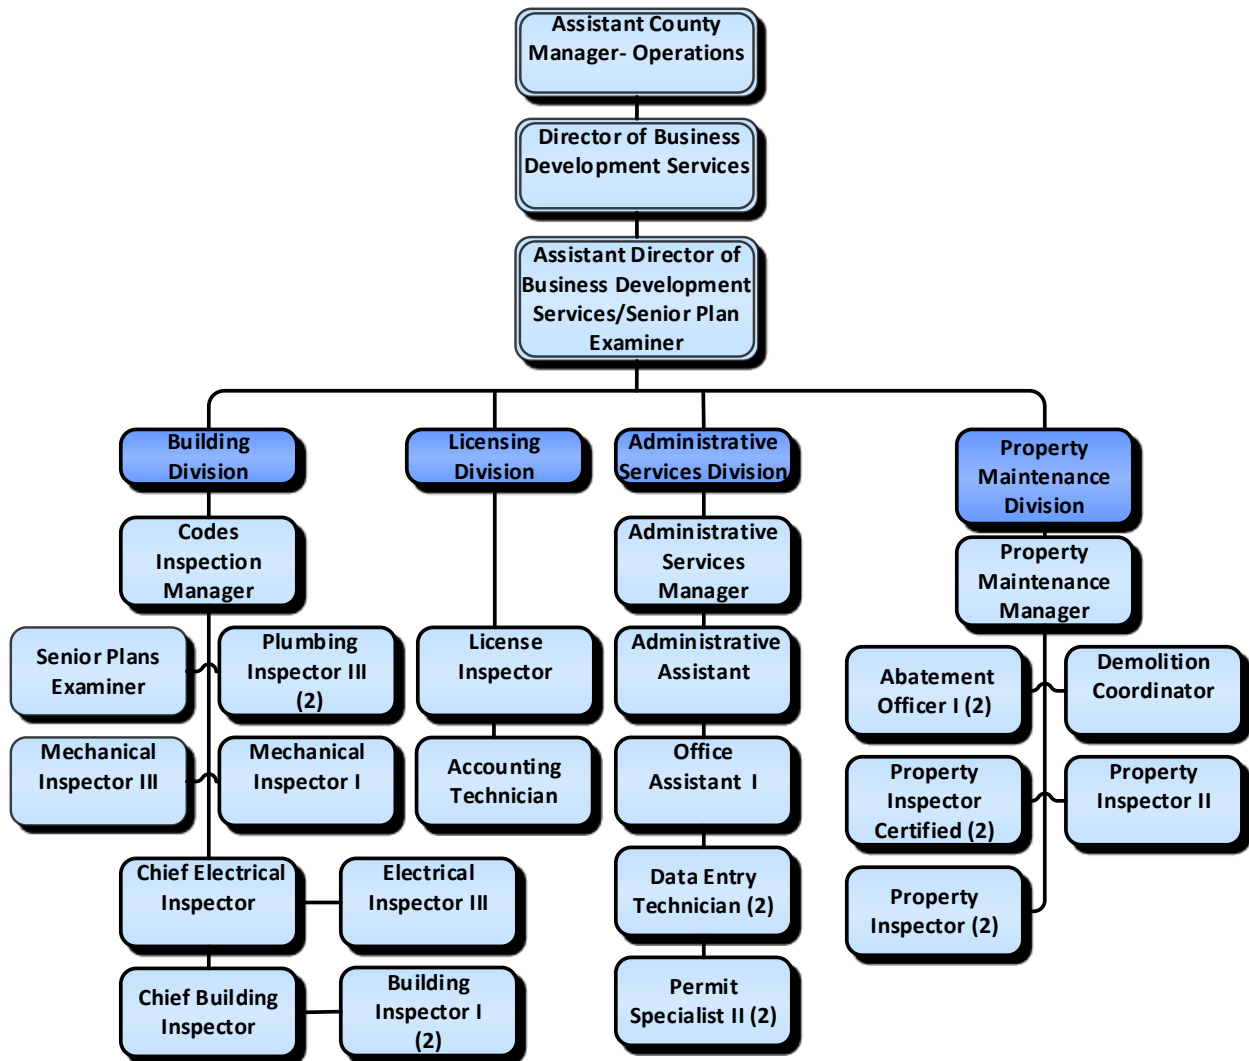 Assistant County
Manager- Operations
Director of Business
Development Services
Assistant Director of
Business Development
Services/Senior Plan
Examiner
Building
Division
Licensing
Division
Administrative
Services Division
Property
Maintenance
Division
Codes
Inspection
Manager
Administrative
Services
Manager
Property
Maintenance
Manager
Senior Plans
Examiner
Plumbing
Inspector III
(2)
License
Inspector
Administrative
Assistant
Abatement
Officer I (2)
Demolition
Coordinator
Mechanical
Inspector III
Mechanical
Inspector I
Accounting
Technician
Office
Assistant I
Property
Inspector
Certified (2)
Property
Inspector II
Chief Electrical
Inspector
Electrical
Inspector III
Data Entry
Technician (2)
Property
Inspector (2)
Chief Building
Inspector
Building
Inspector I
(2)
Permit
Specialist II (2)